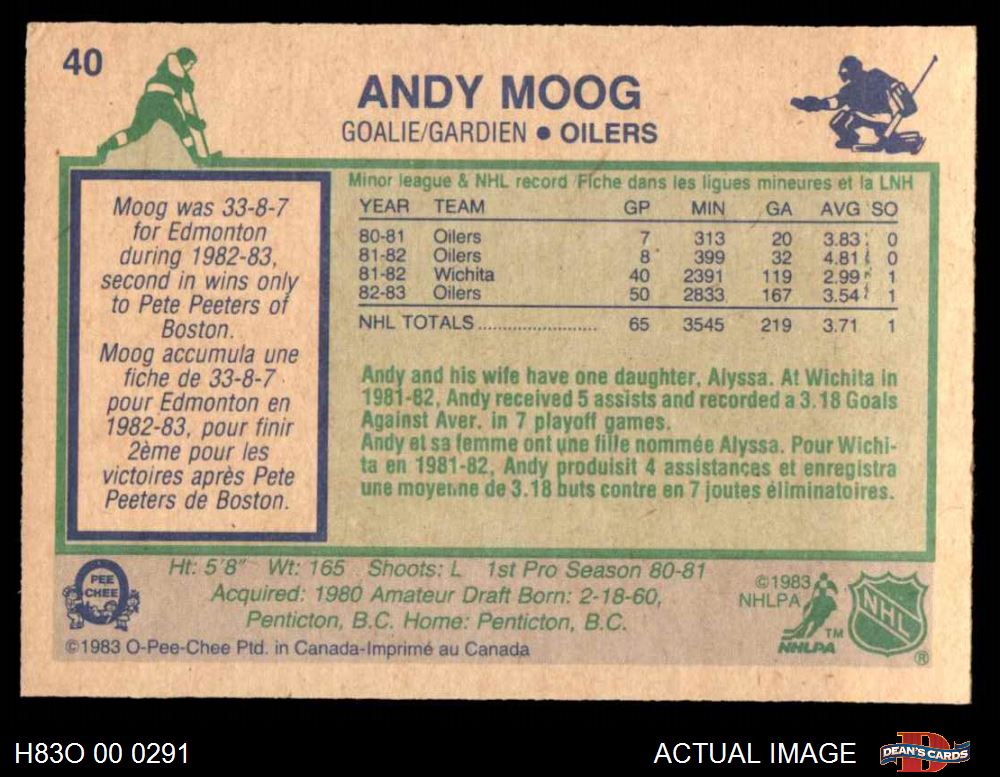 40
ANDY MOOG
GOALIE/GARDIEN ● OILERS
Moog was 33-8-7
for Edmonton
during 1982-83,
second in wins only
to Pete Peeters of
Boston.
Moog accumula une
fiche de 33-8-7
pour Edmonton en
1982-83, pour finir
2ème pour les
victoires après Pete
Peeters de Boston.
Minor league & NHL record/Fiche dans les ligues mineures et la LNH
YEAR TEAM GP MIN GA AVG SO
80-81 Oilers 7 313 20 3.83 0
81-82 Oilers 8 399 32 4.81 0
81-82 Wichita 40 2391 119 2.99 1
82-83 Oilers 50 2833 167 3.54 1
NHL TOTALS........................ 65 3545 219 3.71 1
Andy and his wife have one daughter, Alyssa. At Wichita in
1981-82, Andy received 5 assists and recorded a 3.18 Goals
Against Aver. in 7 playoff games.
Andy et sa femme ont une fille nommée Alyssa. Pour Wichi-
ta en 1981-82, Andy produisit 4 assistances et enregistra
une moyenne de 3.18 buts contre en 7 joutes éliminatoires.
PEE
CHEE
Ht: 5'8" Wt: 165 Shoots: L 1st Pro Season 80-81
Acquired: 1980 Amateur Draft Born: 2-18-60,
Penticton, B.C. Home: Penticton, B.C.
©1983 O-Pee-Chee Ptd. in Canada-Imprimé au Canada
©1983
NHLPA
TM
NHLPA
NHL
®
H83O 00 0291
ACTUAL IMAGE
DEAN'S CARDS